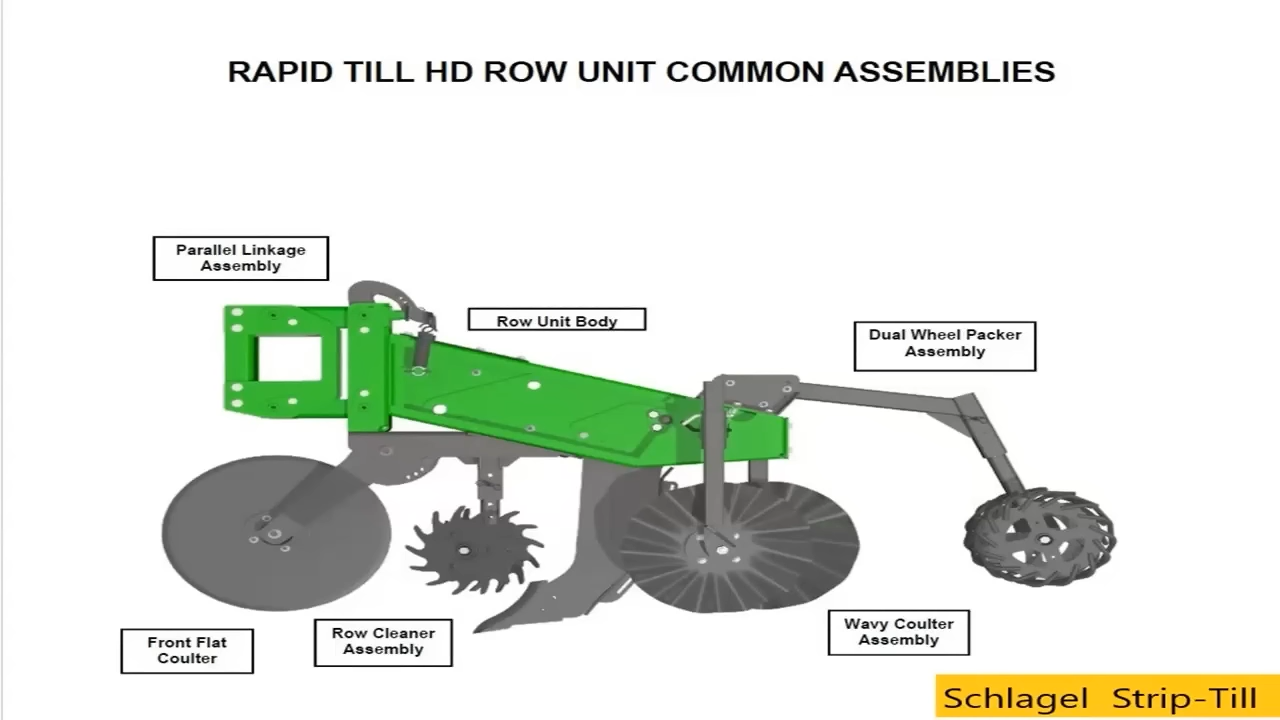 RAPID TILL HD ROW UNIT COMMON ASSEMBLIES
Parallel Linkage
Assembly
Row Unit Body
Dual Wheel Packer
Assembly
Front Flat
Coulter
Row Cleaner
Assembly
Wavy Coulter
Assembly
Schlagel Strip-Till